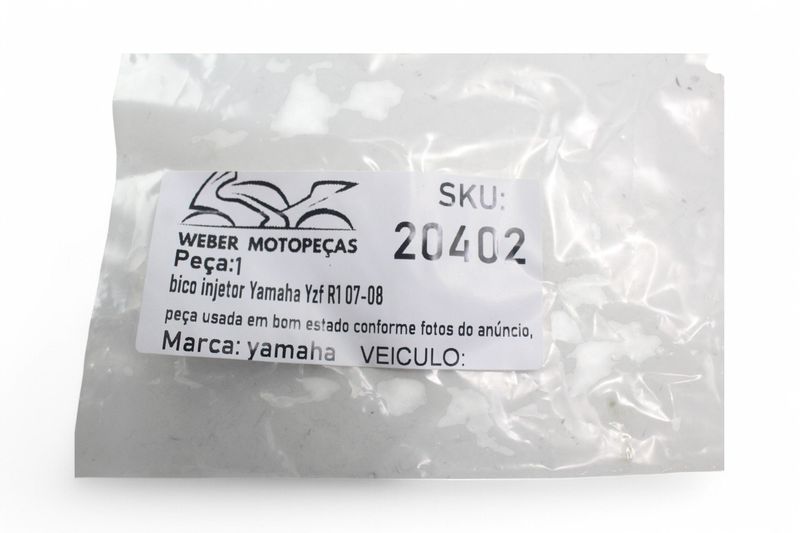 WEBER MOTOPEÇAS
SKU:
20402
Peça:1
bico injetor Yamaha Yzf R1 07-08
peça usada em bom estado conforme fotos do anúncio,
Marca: yamaha VEICULO: